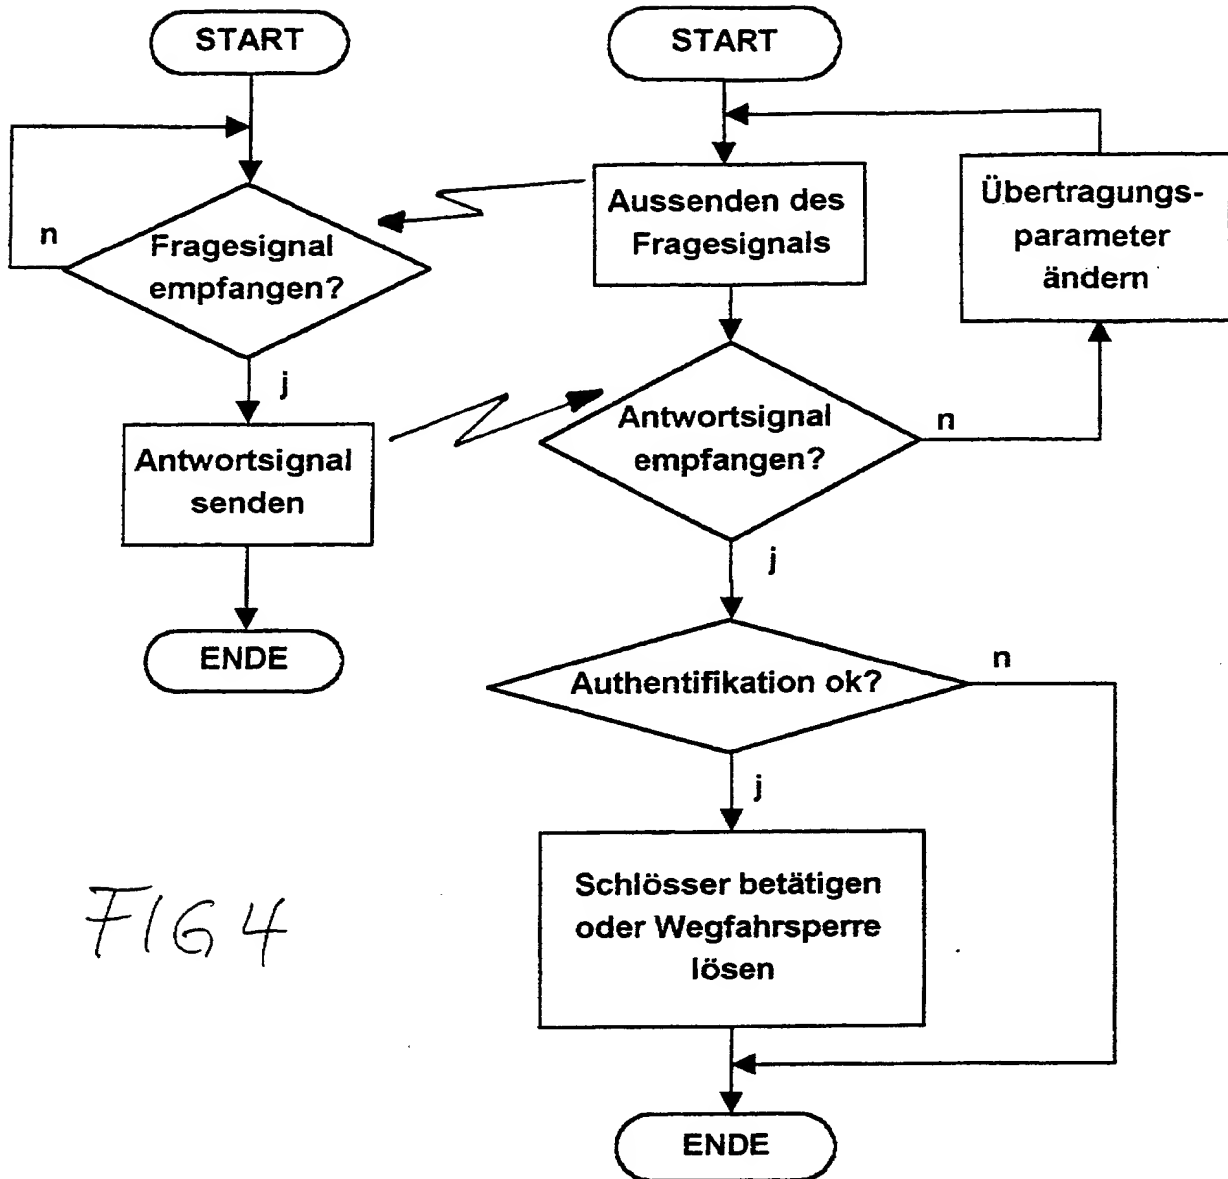 START
n
Fragesignal
empfangen?
j
Antwortsignal
senden
ENDE
START
Aussenden des
Fragesignals
Übertragungs-
parameter
ändern
Antwortsignal
empfangen?
n
j
Authentifikation ok?
n
j
Schlösser betätigen
oder Wegfahrsperre
lösen
ENDE
FIG 4